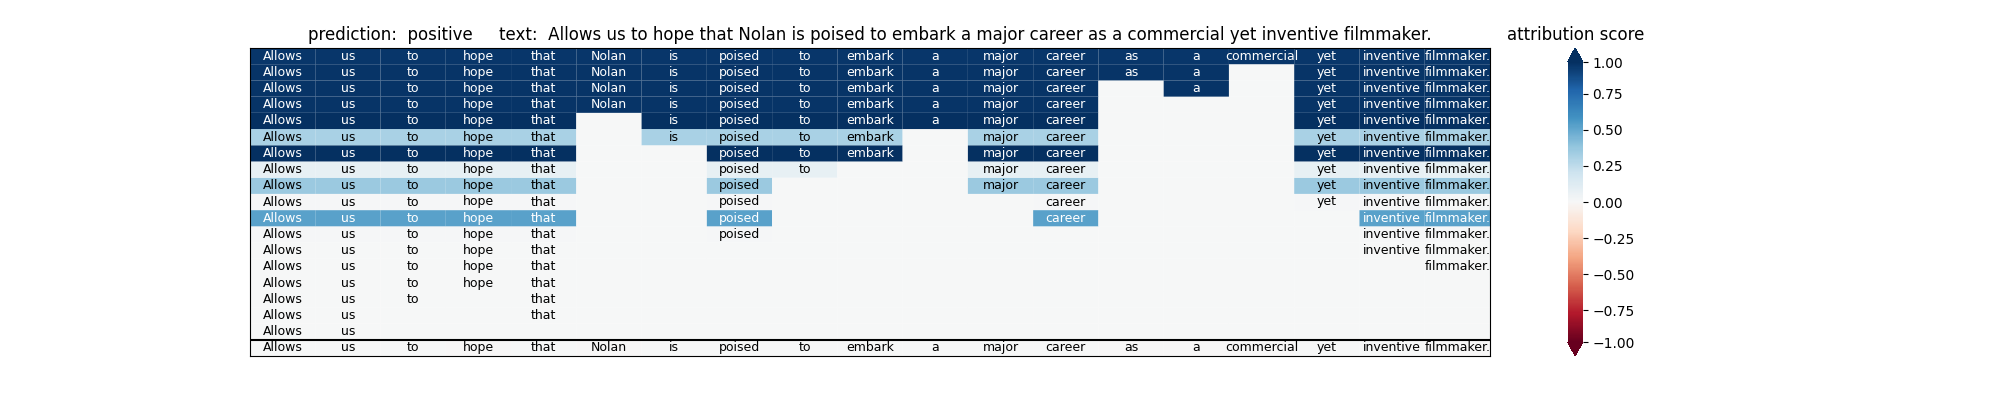 prediction: positive text: Allows us to hope that Nolan is poised to embark a major career as a commercial yet inventive filmmaker. attribution score
Allows us to hope that Nolan is poised to embark a major career as a commercial yet inventive filmmaker. 1.00
Allows us to hope that Nolan is poised to embark a major career as a yet inventive filmmaker.
Allows us to hope that Nolan is poised to embark a major career a yet inventive filmmaker. 0.75
Allows us to hope that Nolan is poised to embark a major career yet inventive filmmaker.
Allows us to hope that is poised to embark a major career yet inventive filmmaker. 0.50
Allows us to hope that is poised to embark major career yet inventive filmmaker.
Allows us to hope that poised to embark major career yet inventive filmmaker.
Allows us to hope that poised to major career yet inventive filmmaker. 0.25
Allows us to hope that poised major career yet inventive filmmaker.
Allows us to hope that poised career yet inventive filmmaker. 0.00
Allows us to hope that poised career inventive filmmaker.
Allows us to hope that poised inventive filmmaker. −0.25
Allows us to hope that inventive filmmaker.
Allows us to hope that filmmaker. −0.50
Allows us to hope that
Allows us to that
Allows us that −0.75
Allows us
Allows us to hope that Nolan is poised to embark a major career as a commercial yet inventive filmmaker. −1.00